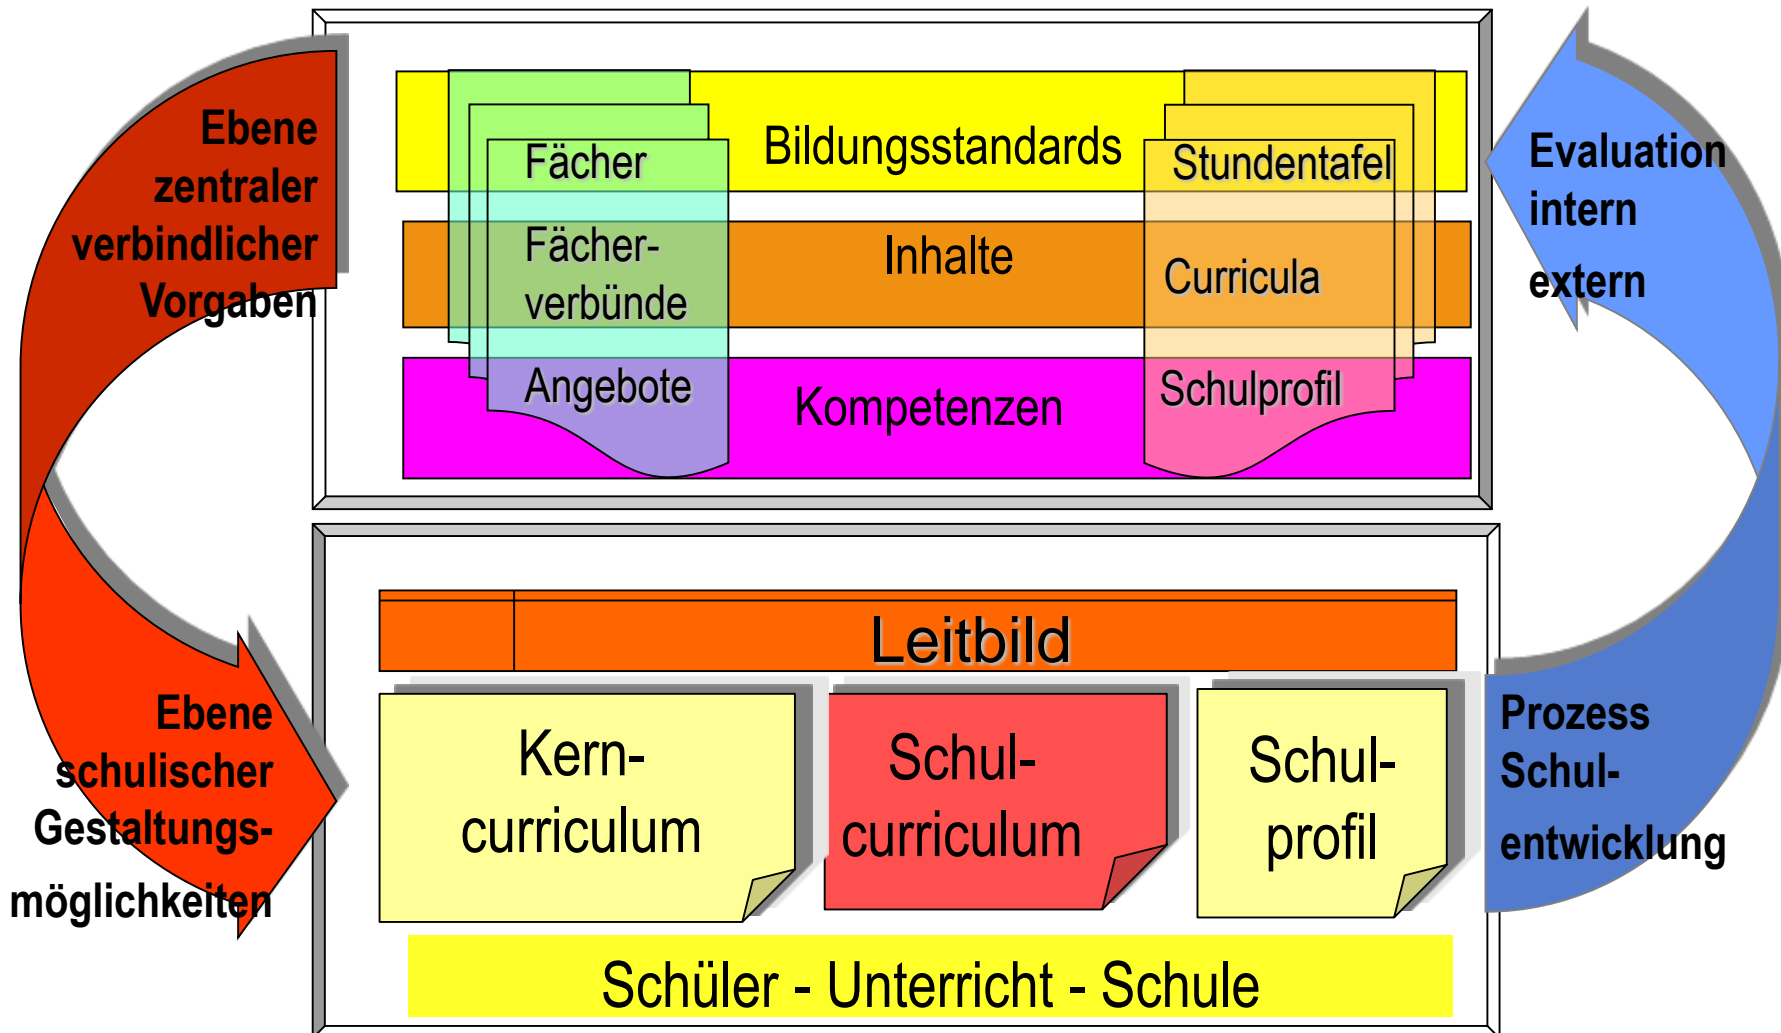 Ebene
zentraler
verbindlicher
Vorgaben
Bildungsstandards
Fächer
Fächer-
verbünde
Angebote
Inhalte
Kompetenzen
Stundentafel
Curricula
Schulprofil
Evaluation
intern
extern
Ebene
schulischer
Gestaltungs-
möglichkeiten
Leitbild
Kern-
curriculum
Schul-
curriculum
Schul-
profil
Prozess
Schul-
entwicklung
Schüler - Unterricht - Schule